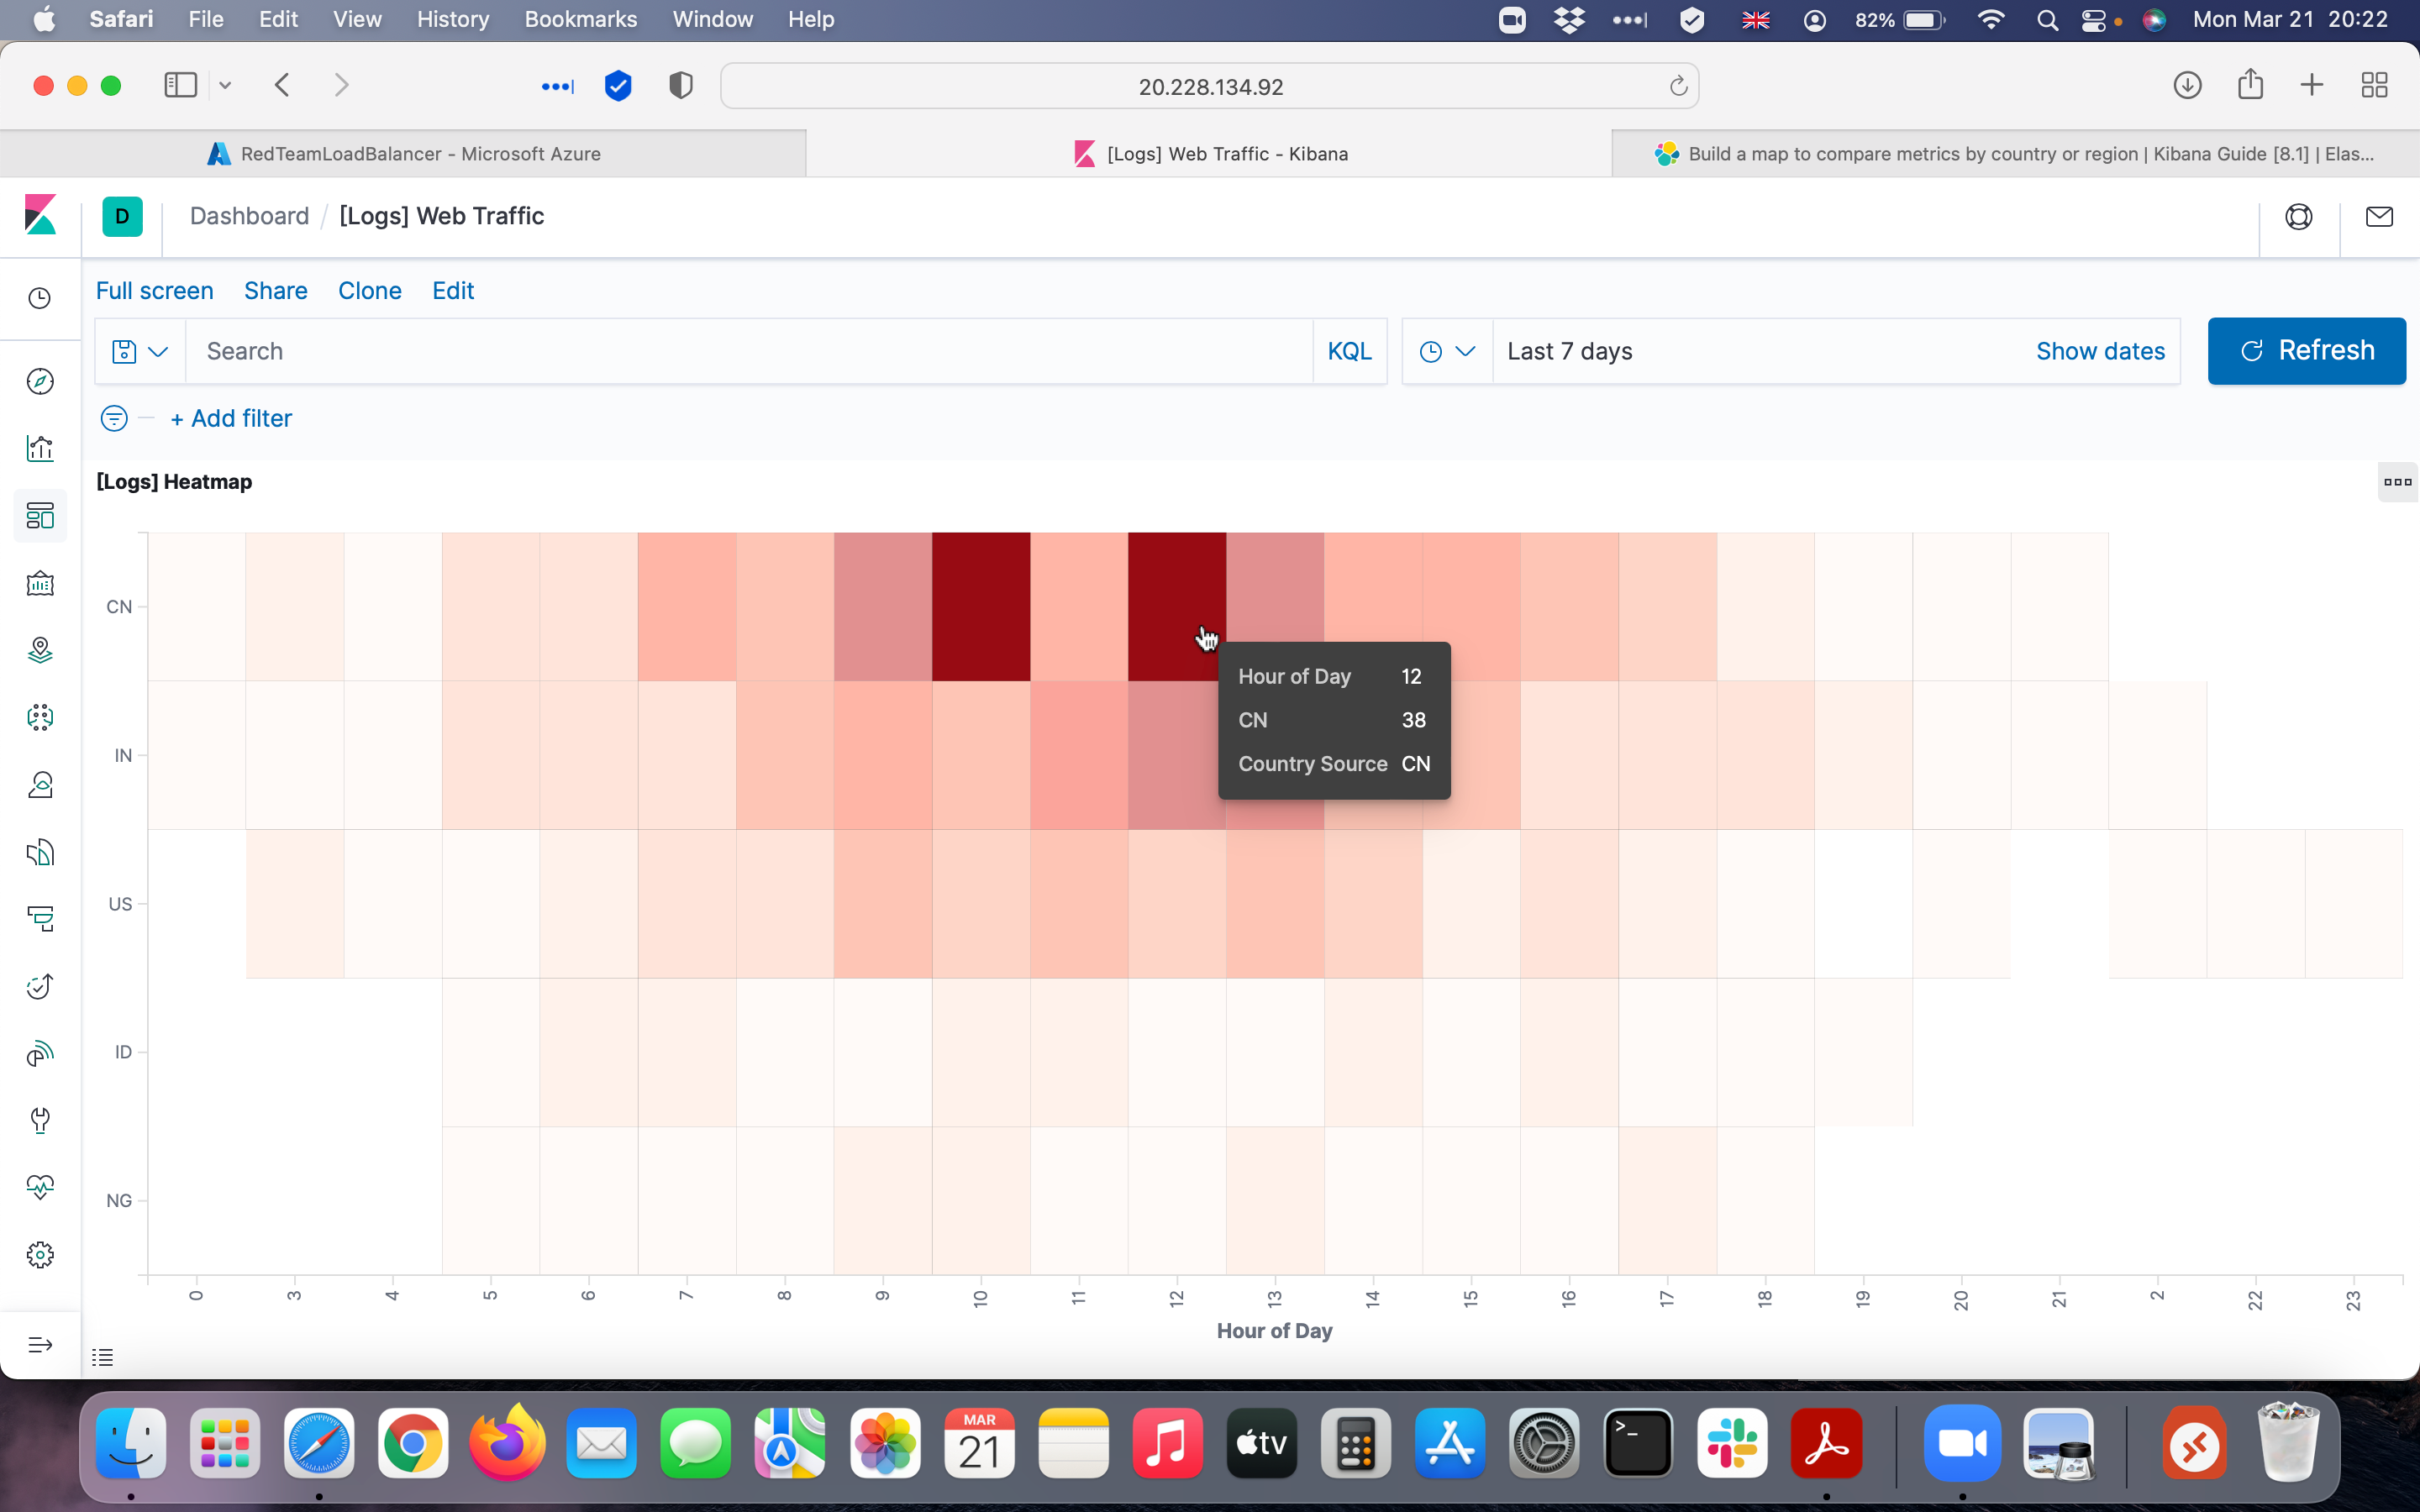 Safari File Edit View History Bookmarks Window Help 82% Mon Mar 21 20:22
20.228.134.92
RedTeamLoadBalancer - Microsoft Azure
[Logs] Web Traffic - Kibana
Build a map to compare metrics by country or region | Kibana Guide [8.1] | Elas...
D Dashboard / [Logs] Web Traffic
Full screen Share Clone Edit
Search KQL Last 7 days Show dates Refresh
+ Add filter
[Logs] Heatmap
CN
IN
US
ID
NG
Hour of Day 12
CN 38
Country Source CN
0 3 4 5 6 7 8 9 10 11 12 13 14 15 16 17 18 19 20 21 2 22 23
Hour of Day
MAR
21
tv
>_